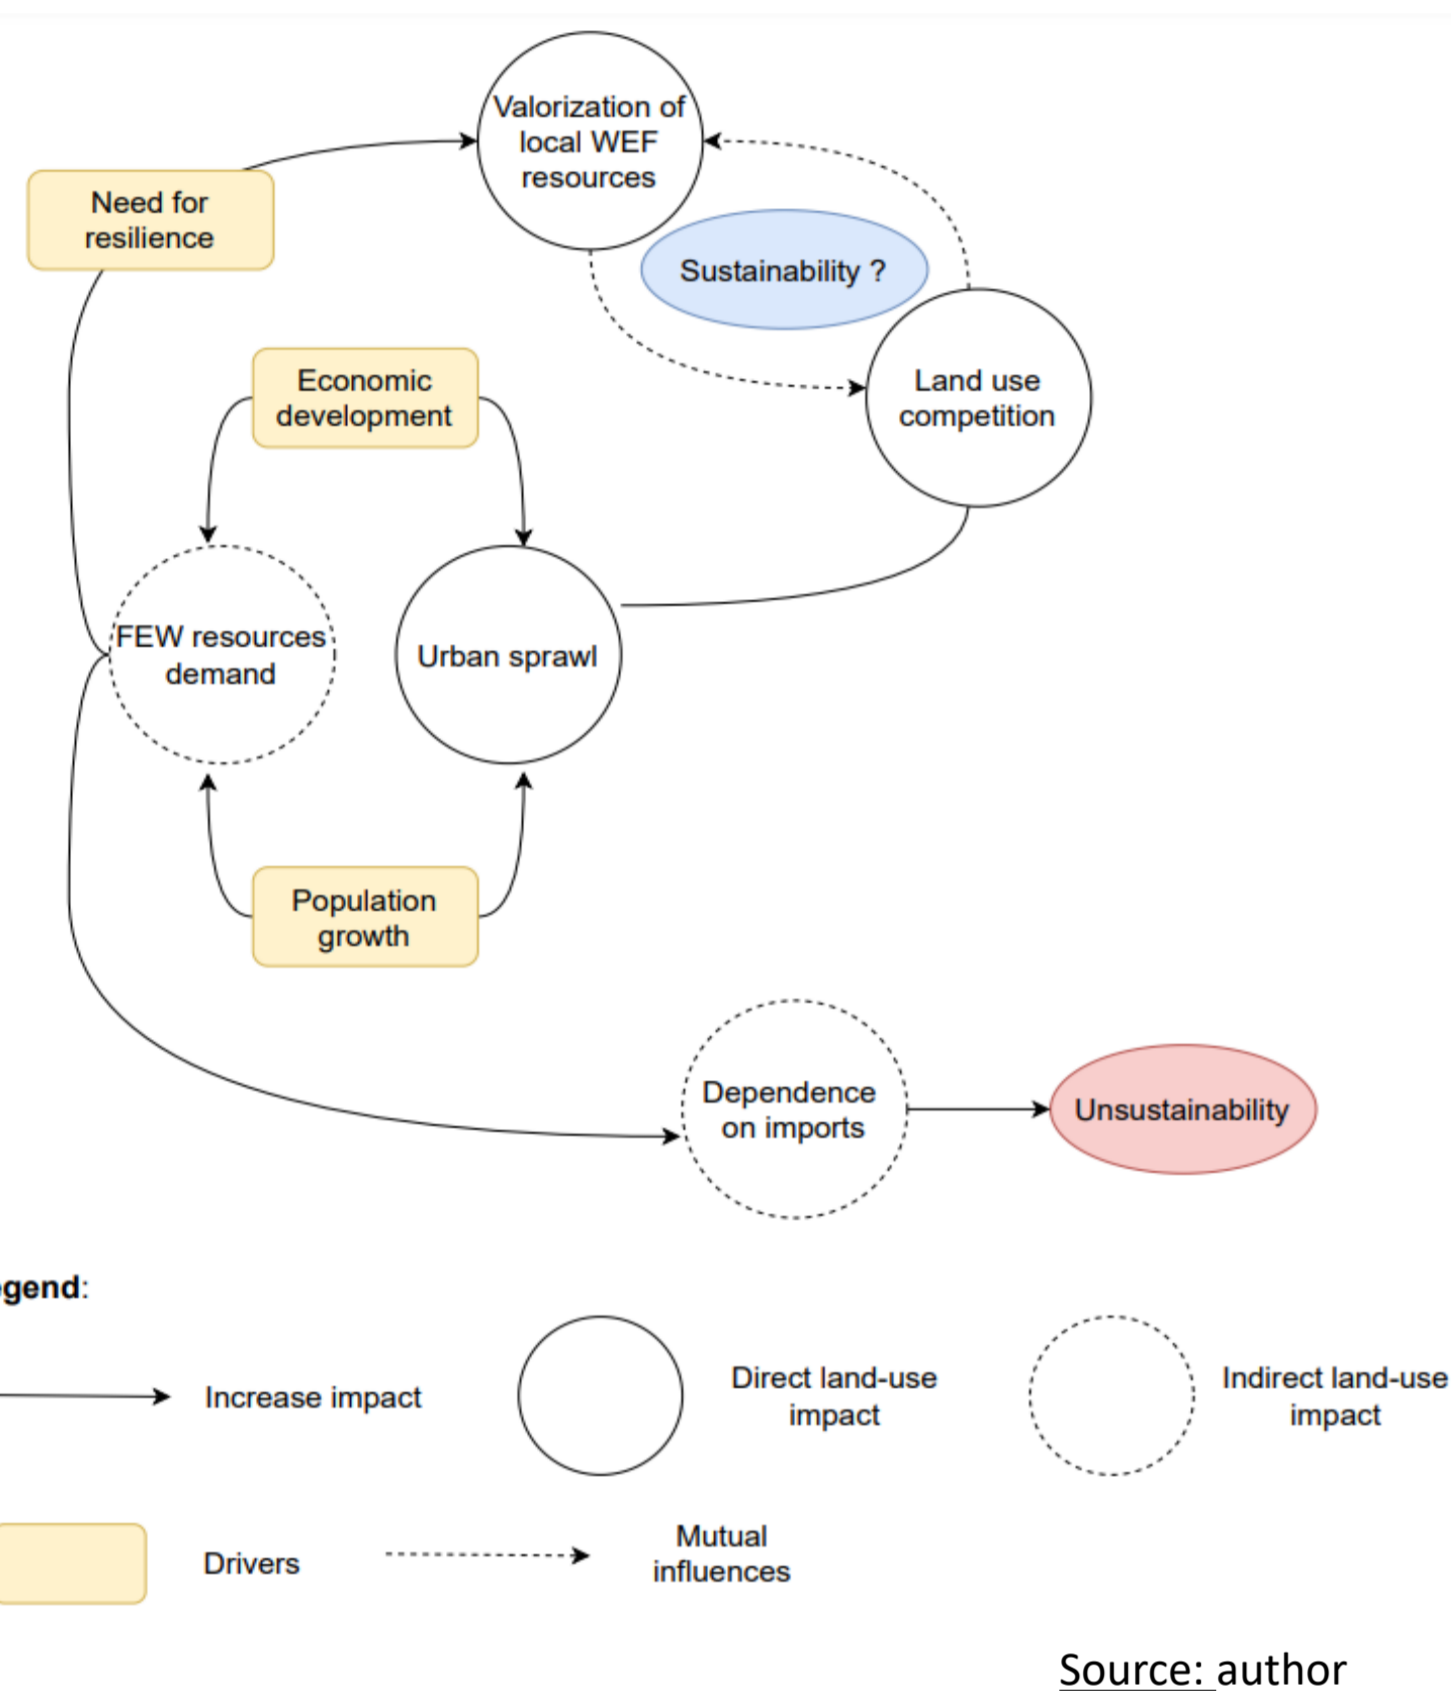 Valorization of
local WEF
resources
Need for
resilience
Sustainability ?
Economic
development
Land use
competition
FEW resources
demand
Urban sprawl
Population
growth
Dependence
on imports
Unsustainability
egend:
Increase impact
Direct land-use
impact
Indirect land-use
impact
Drivers
Mutual
influences
Source: author